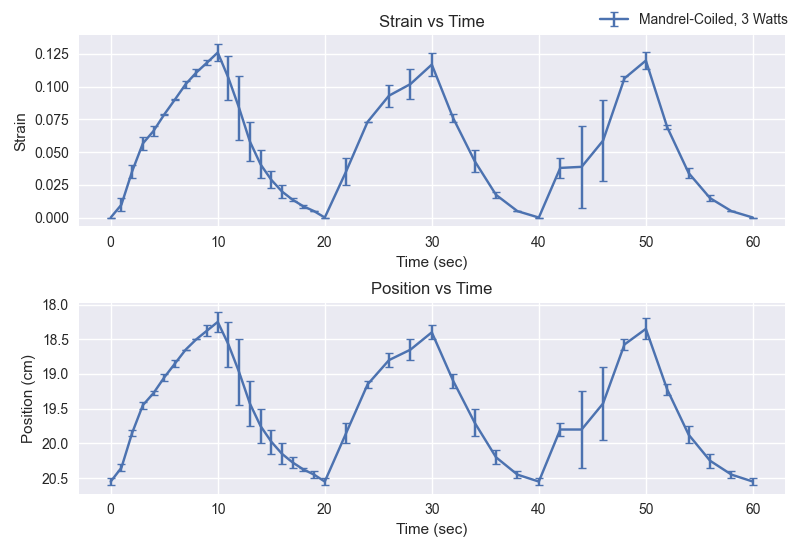 Mandrel-Coiled, 3 Watts
Strain vs Time
0.125
0.100
0.075
0.050
0.025
0.000
Strain
0 10 20 30 40 50 60
Time (sec)
Position vs Time
18.0
18.5
19.0
19.5
20.0
20.5
Position (cm)
0 10 20 30 40 50 60
Time (sec)